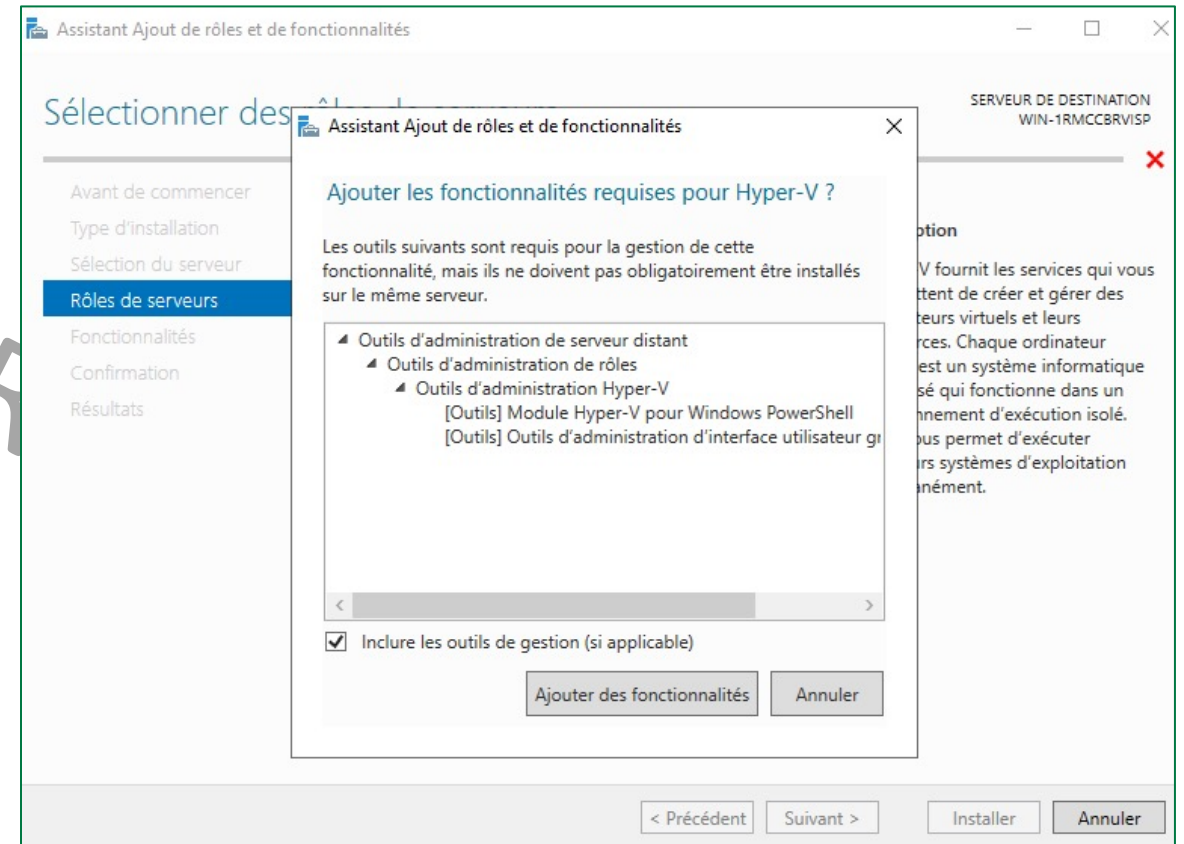 Assistant Ajout de rôles et de fonctionnalités
Sélectionner des
SERVEUR DE DESTINATION
WIN-1RMCCBRVISP
Avant de commencer
Type d'installation
Sélection du serveur
Rôles de serveurs
Fonctionnalités
Confirmation
Résultats
Assistant Ajout de rôles et de fonctionnalités
Ajouter les fonctionnalités requises pour Hyper-V ?
Les outils suivants sont requis pour la gestion de cette
fonctionnalité, mais ils ne doivent pas obligatoirement être installés
sur le même serveur.
Outils d'administration de serveur distant
Outils d'administration de rôles
Outils d'administration Hyper-V
[Outils] Module Hyper-V pour Windows PowerShell
[Outils] Outils d'administration d'interface utilisateur gr
Inclure les outils de gestion (si applicable)
Ajouter des fonctionnalités
Annuler
ption
V fournit les services qui vous
ttent de créer et gérer des
teurs virtuels et leurs
rces. Chaque ordinateur
est un système informatique
sé qui fonctionne dans un
nnement d'exécution isolé.
ous permet d'exécuter
urs systèmes d'exploitation
anément.
< Précédent
Suivant >
Installer
Annuler